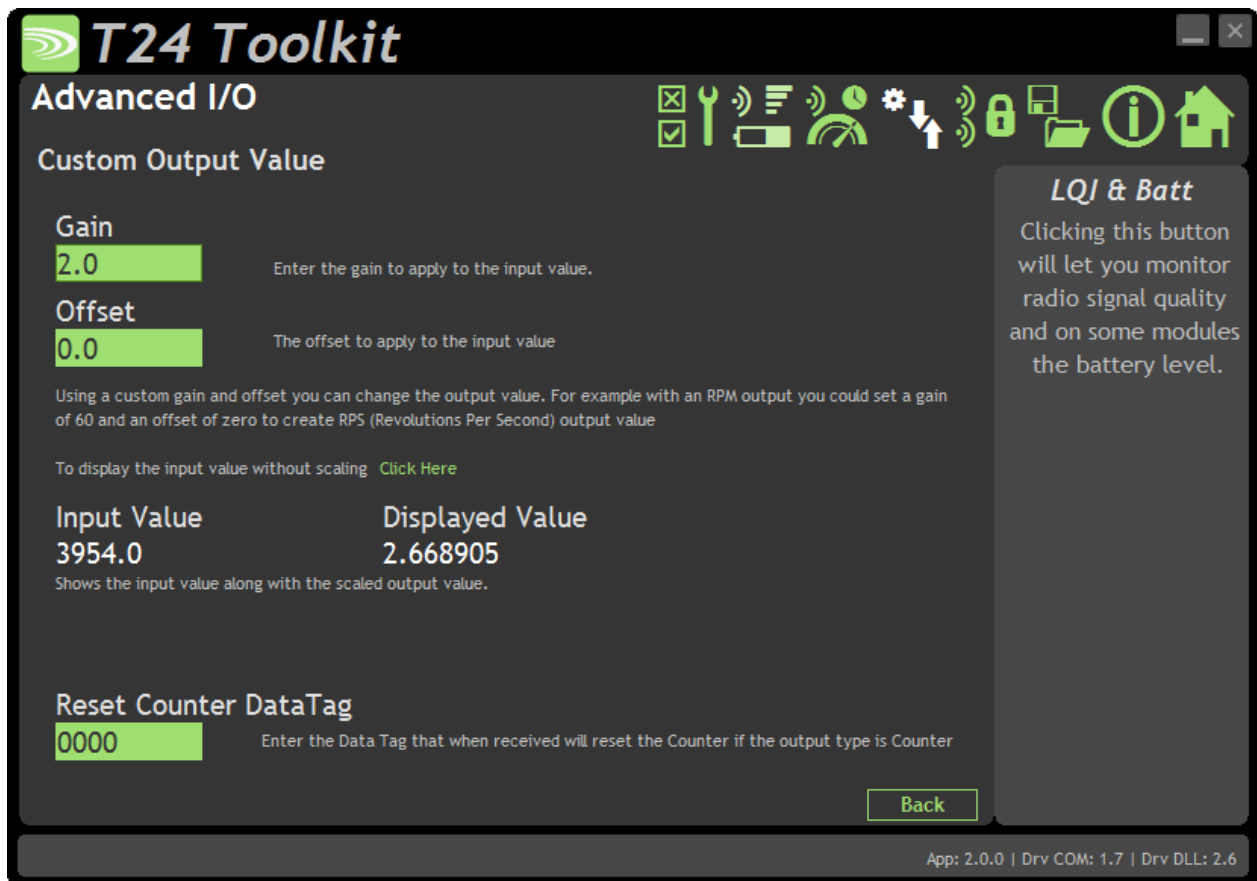 T24 Toolkit
Advanced I/O
Custom Output Value
Gain
2.0
Enter the gain to apply to the input value.
Offset
0.0
The offset to apply to the input value
Using a custom gain and offset you can change the output value. For example with an RPM output you could set a gain
of 60 and an offset of zero to create RPS (Revolutions Per Second) output value
To display the input value without scaling Click Here
Input Value
Displayed Value
3954.0
2.668905
Shows the input value along with the scaled output value.
Reset Counter DataTag
0000
Enter the Data Tag that when received will reset the Counter if the output type is Counter
Back
LQI & Batt
Clicking this button
will let you monitor
radio signal quality
and on some modules
the battery level.
App: 2.0.0 | Drv COM: 1.7 | Drv DLL: 2.6